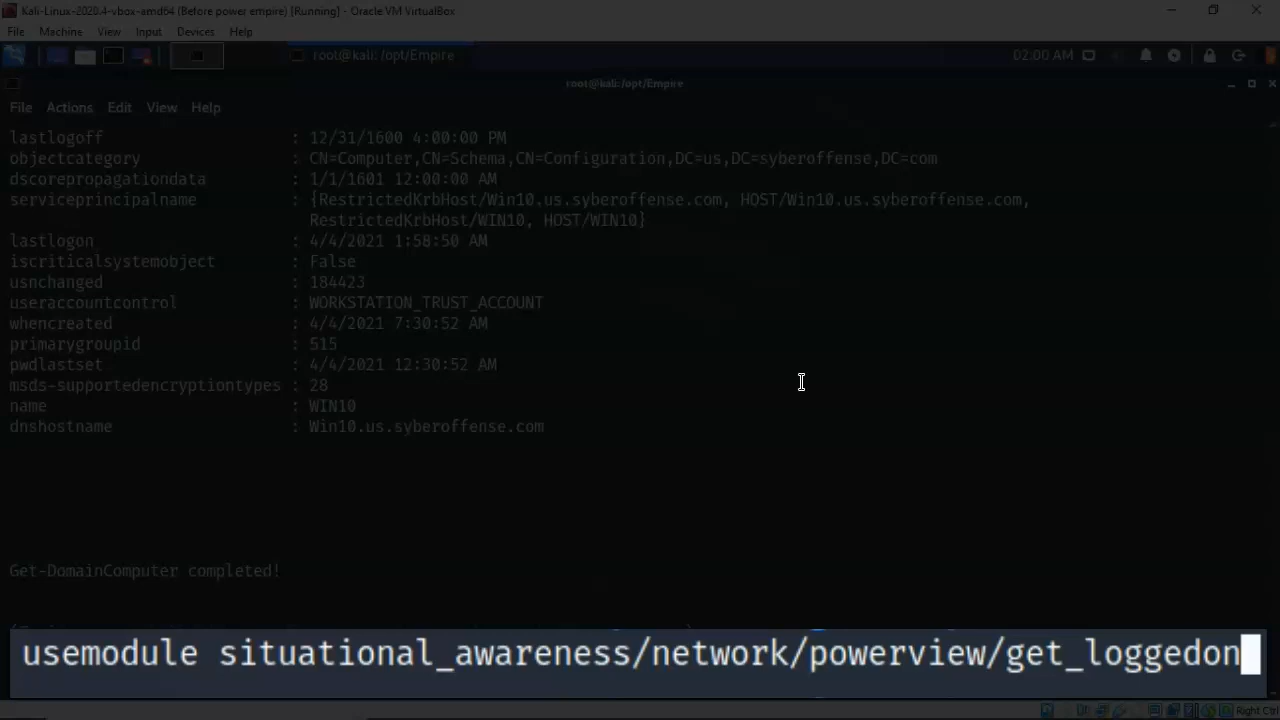 Kali-Linux-2020.4-vbox-amd64 (Before power empire) [Running] - Oracle VM VirtualBox
File Machine View Input Devices Help
root@kali: /opt/Empire
02:00 AM
root@kali:/opt/Empire
File Actions Edit View Help
lastlogoff : 12/31/1600 4:00:00 PM
objectcategory : CN=Computer,CN=Schema,CN=Configuration,DC=us,DC=syberoffense,DC=com
dscorepropagationdata : 1/1/1601 12:00:00 AM
serviceprincipalname : {RestrictedKrbHost/Win10.us.syberoffense.com, HOST/Win10.us.syberoffense.com,
RestrictedKrbHost/WIN10, HOST/WIN10}
lastlogon : 4/4/2021 1:58:50 AM
iscriticalsystemobject : False
usnchanged : 184423
useraccountcontrol : WORKSTATION_TRUST_ACCOUNT
whencreated : 4/4/2021 7:30:52 AM
primarygroupid : 515
pwdlastset : 4/4/2021 12:30:52 AM
msds-supportedencryptiontypes : 28
name : WIN10
dnshostname : Win10.us.syberoffense.com
Get-DomainComputer completed!
usemodule situational_awareness/network/powerview/get_loggedon
Right Ctrl